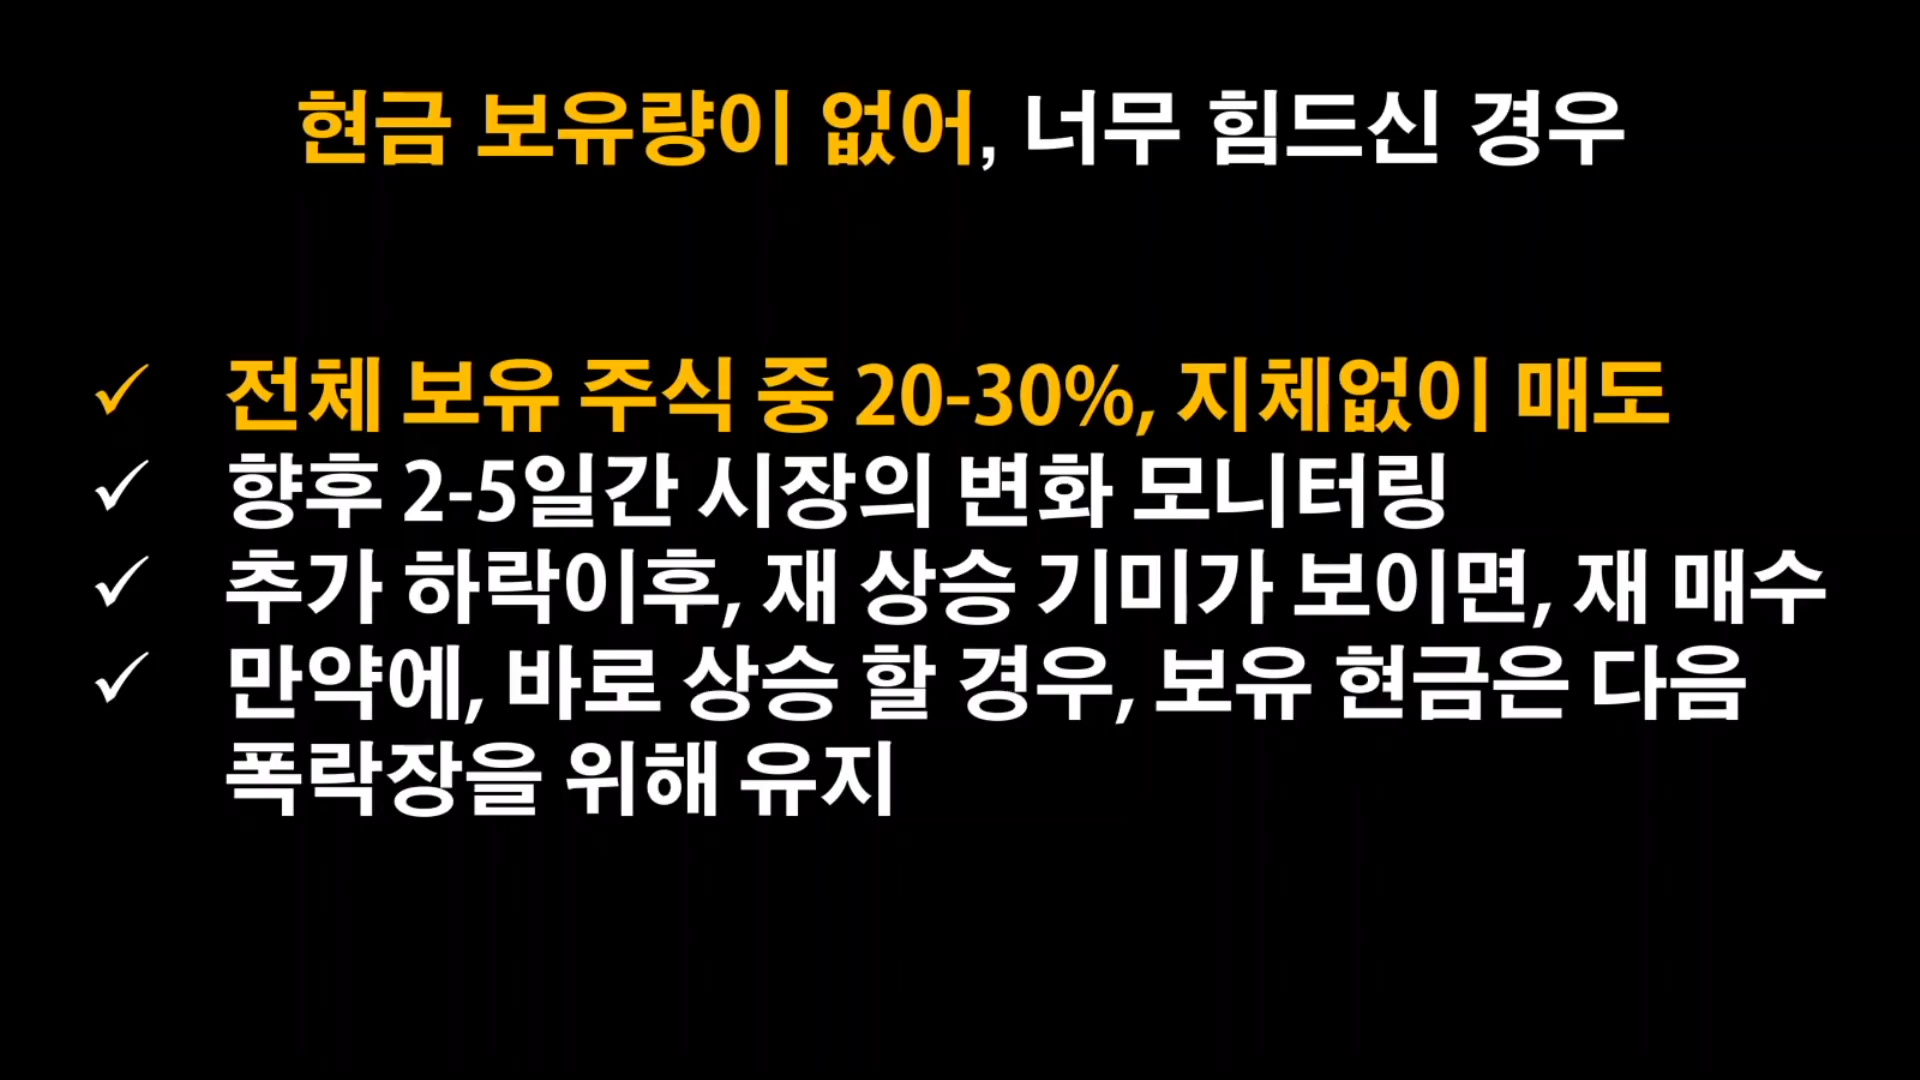 현금 보유량이 없어, 너무 힘드신 경우
✓ 전체 보유 주식 중 20-30%, 지체없이 매도
✓ 향후 2-5일간 시장의 변화 모니터링
✓ 추가 하락이후, 재 상승 기미가 보이면, 재 매수
✓ 만약에, 바로 상승 할 경우, 보유 현금은 다음
폭락장을 위해 유지